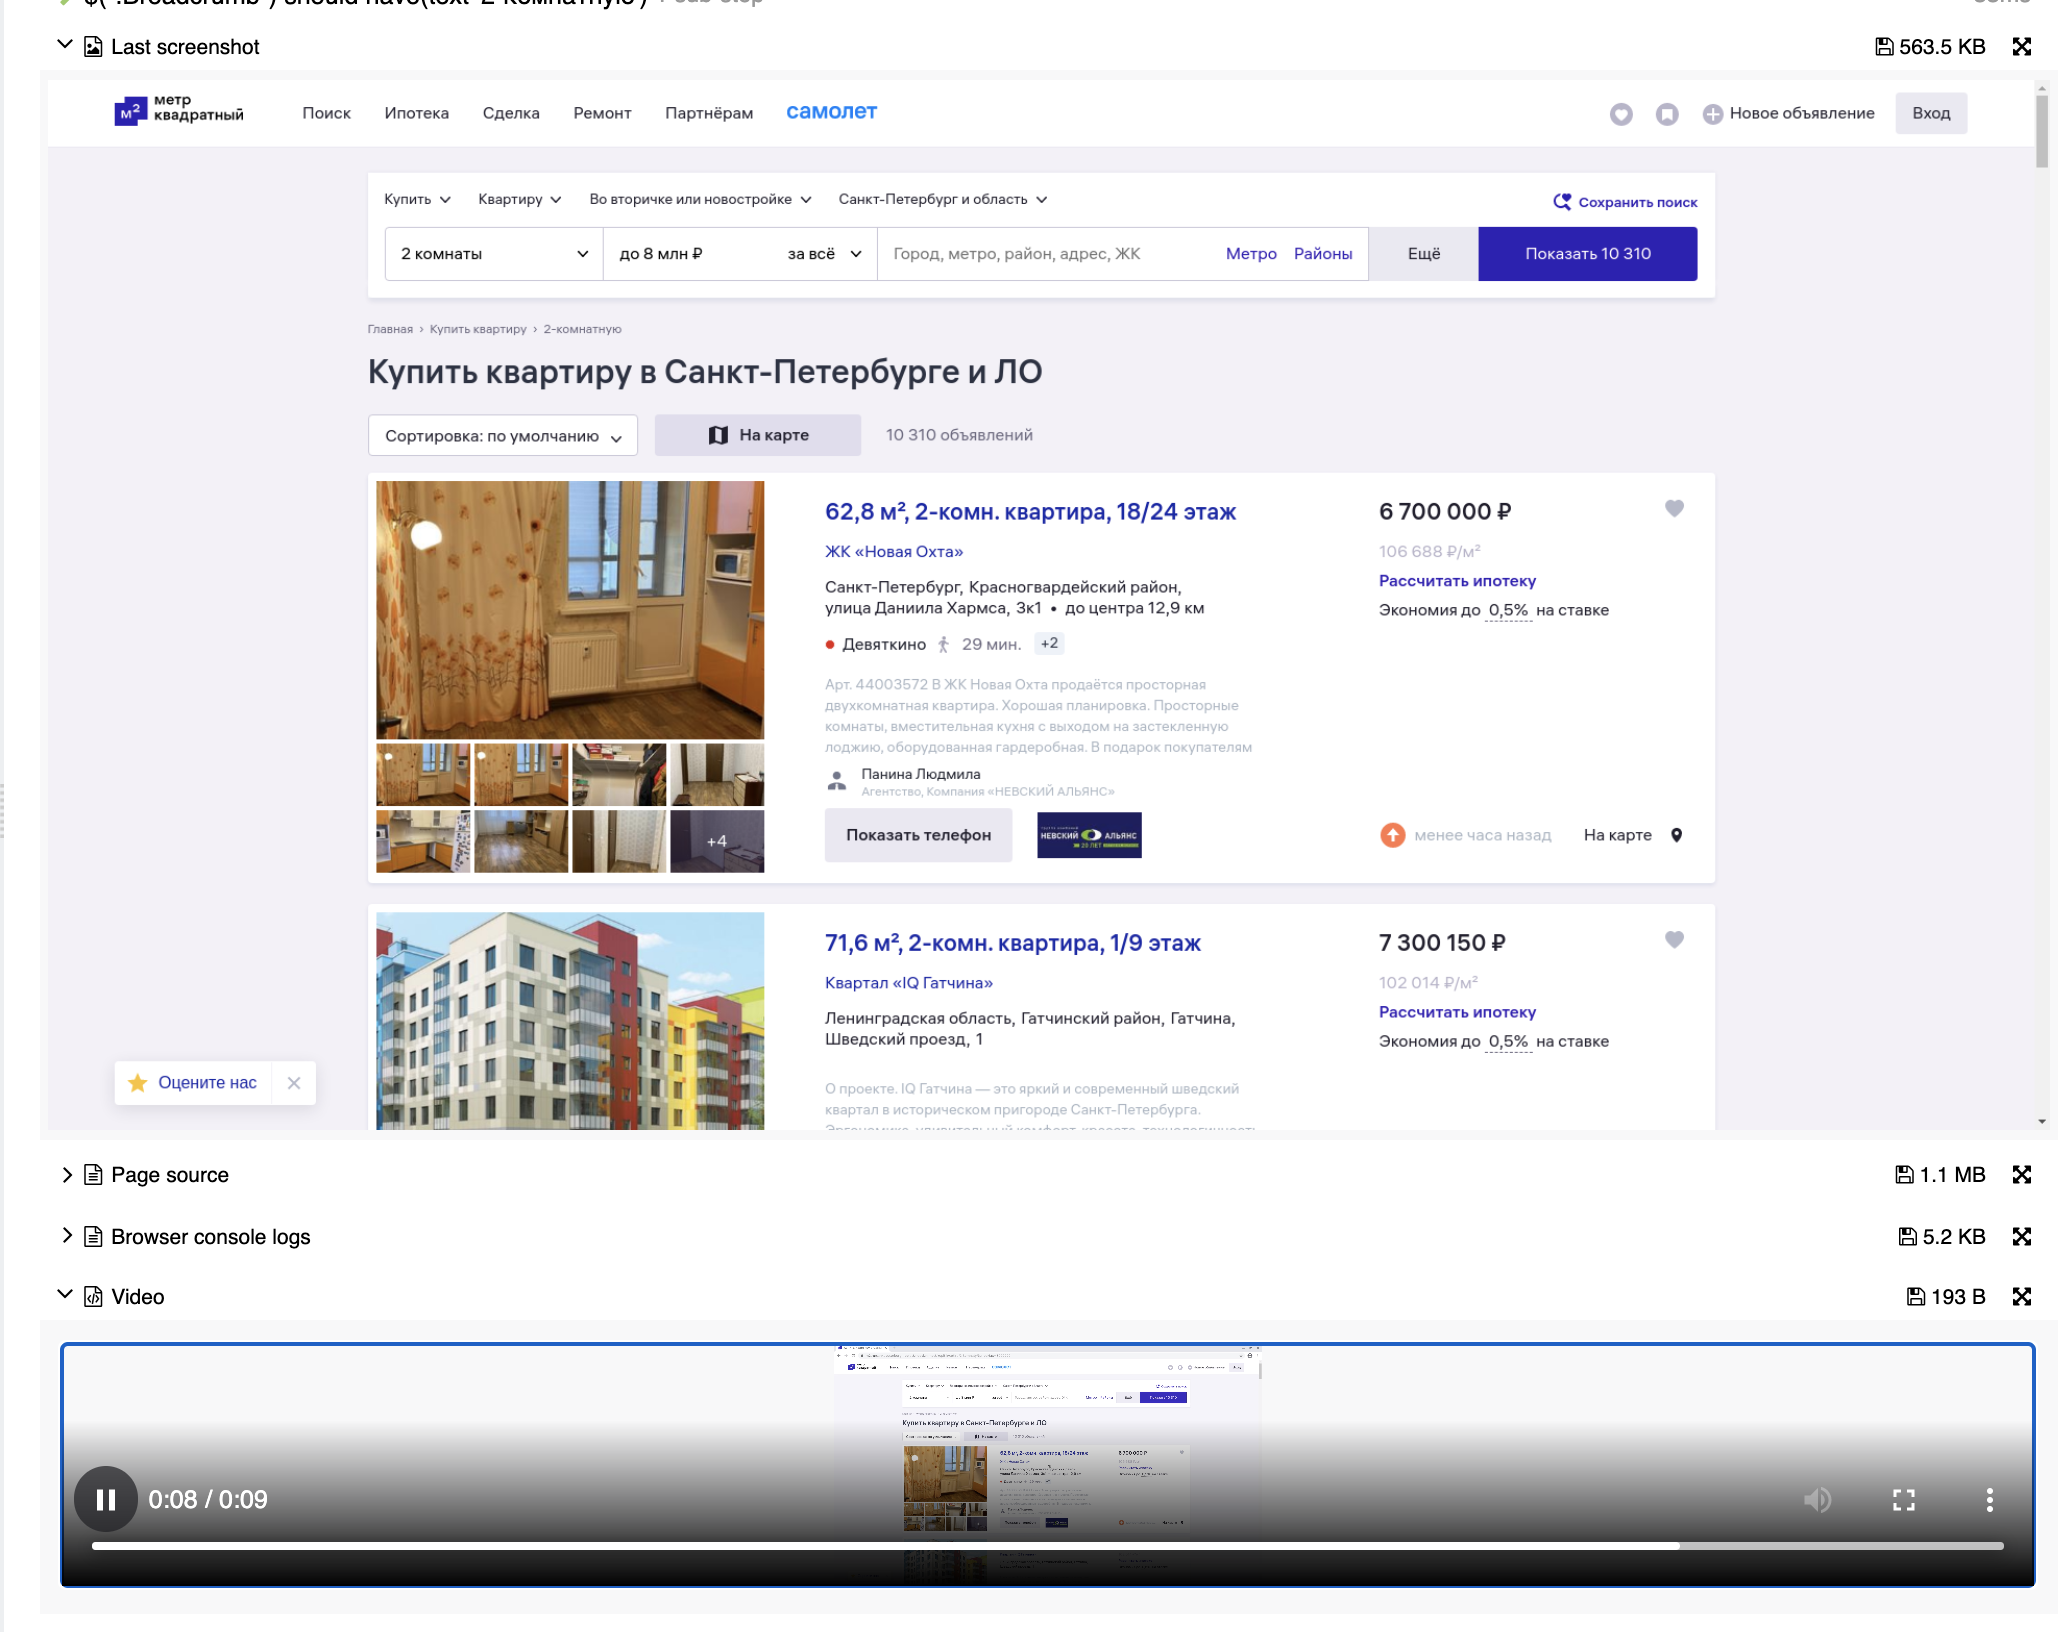 Last screenshot
563.5 KB
м²
метр
квадратный
Поиск Ипотека Сделка Ремонт Партнёрам самолет
Новое объявление Вход
Купить Квартиру Во вторичке или новостройке Санкт-Петербург и область
Сохранить поиск
2 комнаты до 8 млн ₽ за всё Город, метро, район, адрес, ЖК Метро Районы Ещё Показать 10 310
Главная › Купить квартиру › 2-комнатную
Купить квартиру в Санкт-Петербурге и ЛО
Сортировка: по умолчанию На карте 10 310 объявлений
62,8 м², 2-комн. квартира, 18/24 этаж
6 700 000 ₽
ЖК «Новая Охта»
106 688 ₽/м²
Рассчитать ипотеку
Санкт-Петербург, Красногвардейский район,
улица Даниила Хармса, 3к1 • до центра 12,9 км
Экономия до 0,5% на ставке
Девяткино 29 мин. +2
Арт. 44003572 В ЖК Новая Охта продаётся просторная
двухкомнатная квартира. Хорошая планировка. Просторные
комнаты, вместительная кухня с выходом на застекленную
лоджию, оборудованная гардеробная. В подарок покупателям
Панина Людмила
Агентство, Компания «НЕВСКИЙ АЛЬЯНС»
Показать телефон
НЕВСКИЙ АЛЬЯНС
20 ЛЕТ
менее часа назад На карте
+4
71,6 м², 2-комн. квартира, 1/9 этаж
7 300 150 ₽
Квартал «IQ Гатчина»
102 014 ₽/м²
Рассчитать ипотеку
Ленинградская область, Гатчинский район, Гатчина,
Шведский проезд, 1
Экономия до 0,5% на ставке
О проекте. IQ Гатчина — это яркий и современный шведский
квартал в историческом пригороде Санкт-Петербурга.
Оцените нас
Page source
1.1 MB
Browser console logs
5.2 KB
Video
193 B
Купить квартиру в Санкт-Петербурге и ЛО
0:08 / 0:09